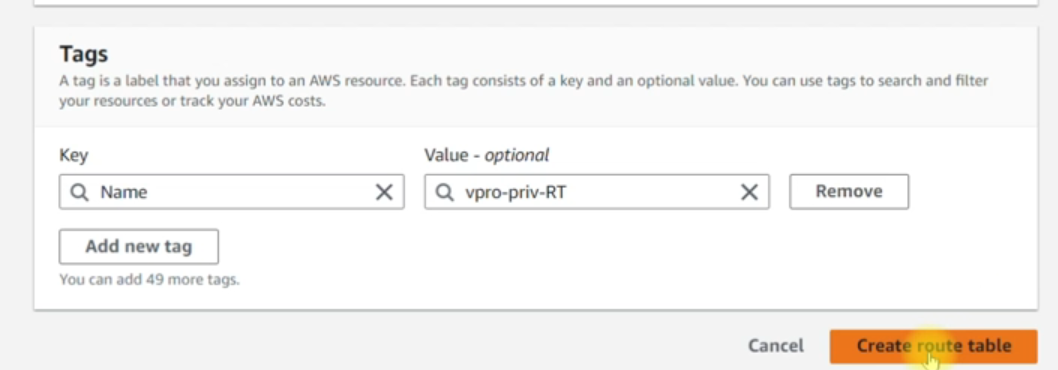 Tags
A tag is a label that you assign to an AWS resource. Each tag consists of a key and an optional value. You can use tags to search and filter
your resources or track your AWS costs.
Key
Value - optional
Name
vpro-priv-RT
Remove
Add new tag
You can add 49 more tags.
Cancel
Create route table